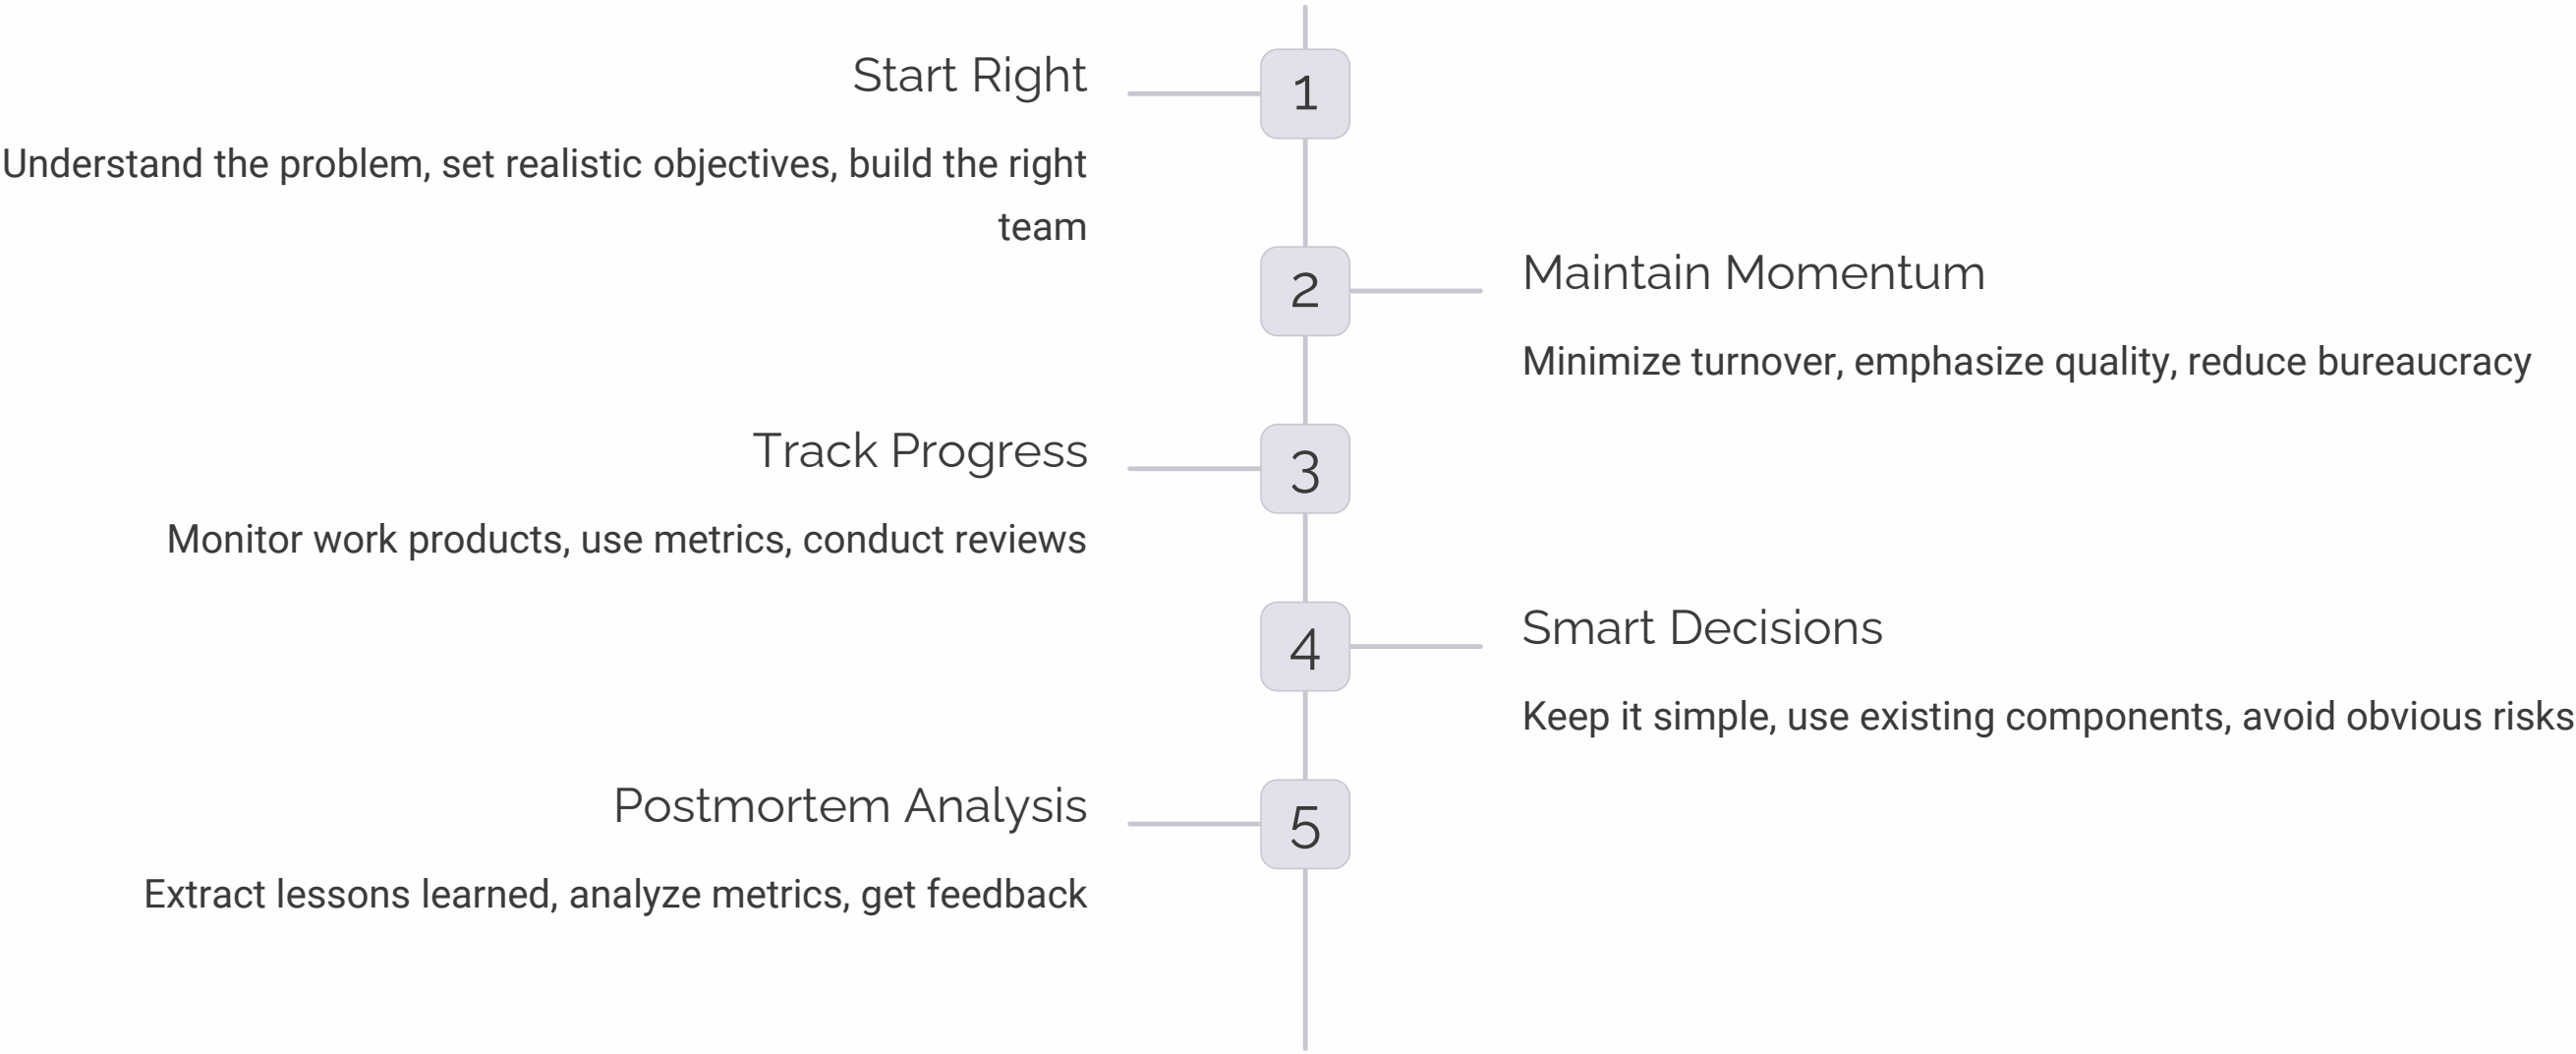 Start Right
1
Understand the problem, set realistic objectives, build the right
team
2
Maintain Momentum
Minimize turnover, emphasize quality, reduce bureaucracy
Track Progress
3
Monitor work products, use metrics, conduct reviews
4
Smart Decisions
Keep it simple, use existing components, avoid obvious risks
Postmortem Analysis
5
Extract lessons learned, analyze metrics, get feedback